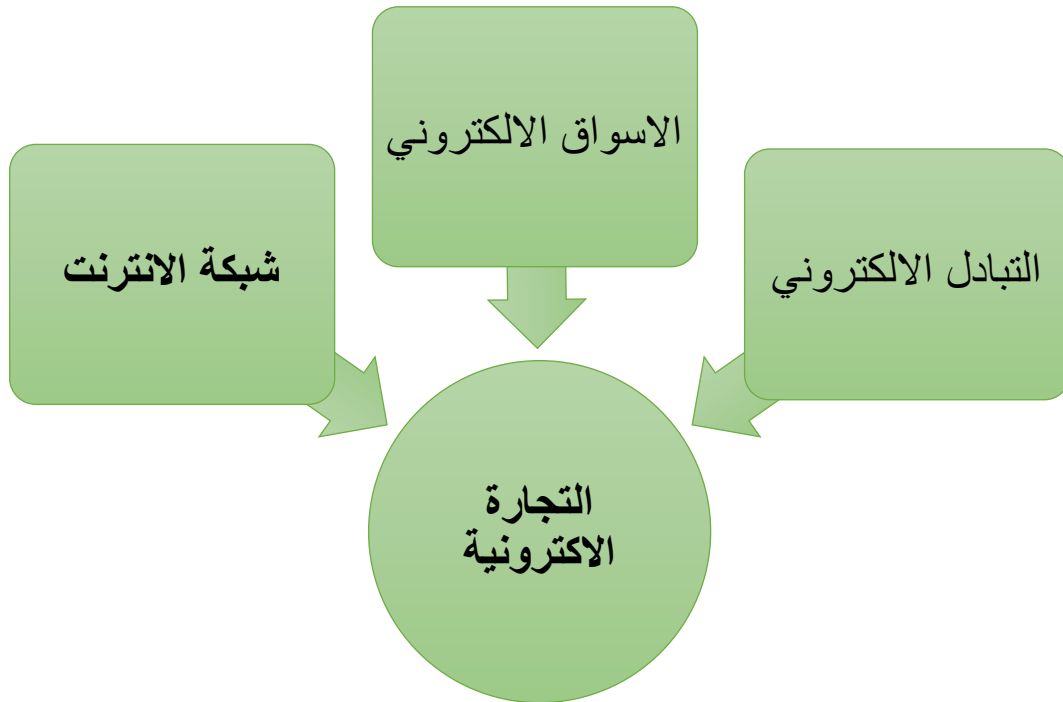 الاسواق الالكتروني
التبادل الالكتروني
شبكة الانترنت
التجارة
الاكترونية